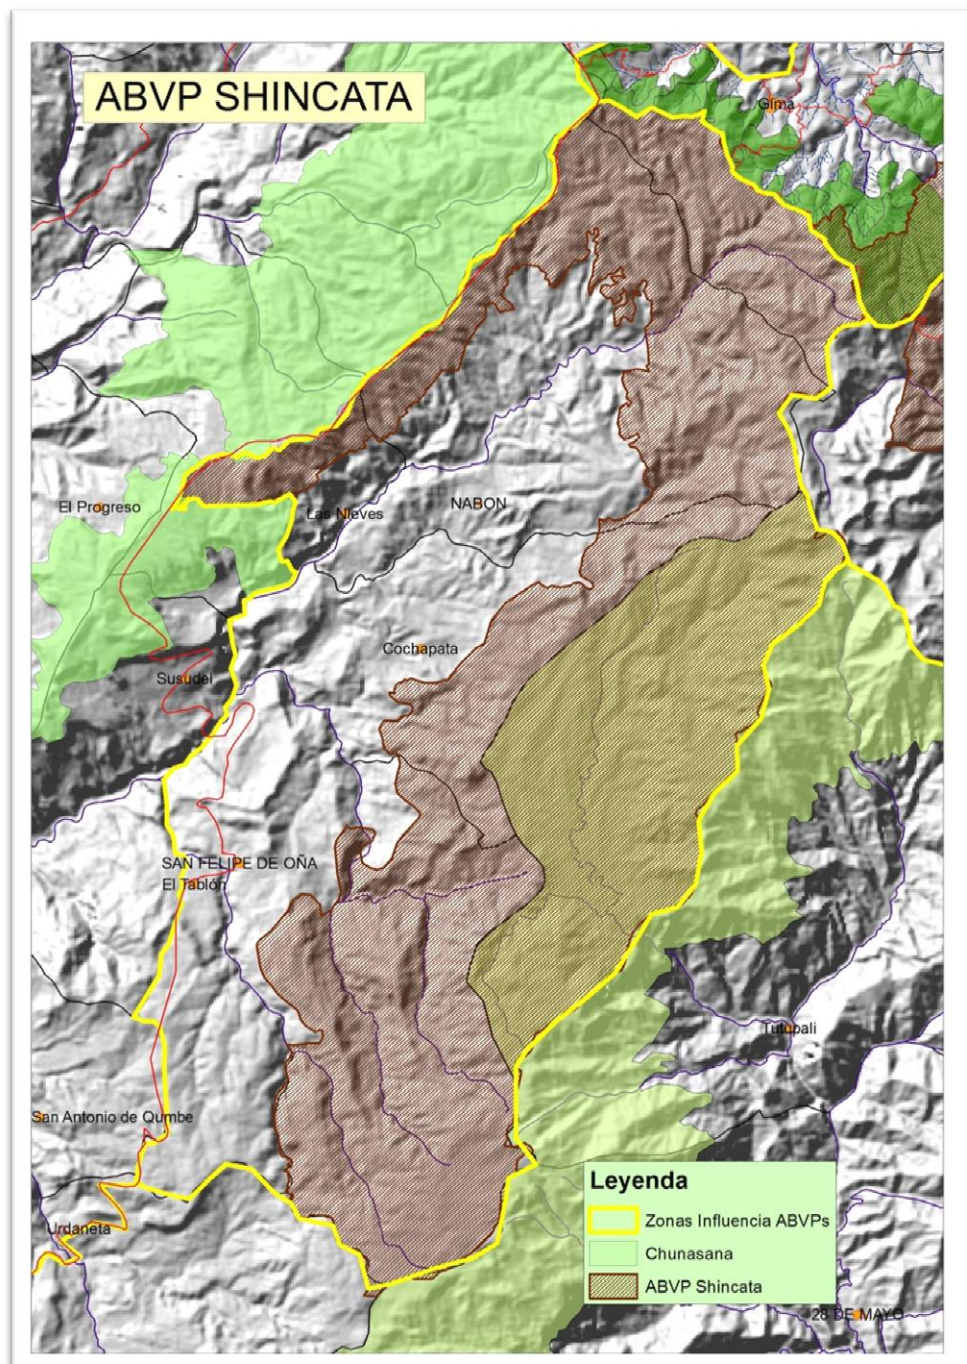 ABVP SHINCATA
Gima
El Progreso
Las Nieves
NABON
Cochapata
Susudel
SAN FELIPE DE OÑA
El Tablón
Tutupali
San Antonio de Qumbe
Urdaneta
Leyenda
Zonas Influencia ABVPs
Chunasana
ABVP Shincata
28 DE MAYO